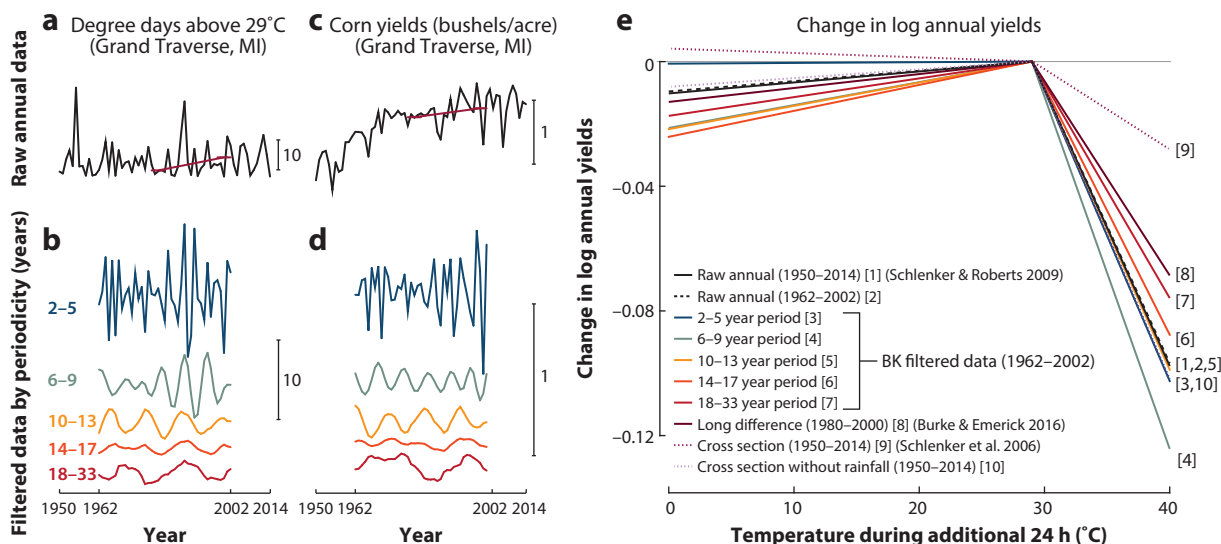 a
Degree days above 29˚C
(Grand Traverse, MI)
Raw annual data
10
b
Filtered data by periodicity (years)
2–5
6–9
10–13
14–17
18–33
10
1950
1962
2002
2014
Year
c
Corn yields (bushels/acre)
(Grand Traverse, MI)
1
d
1
1950
1962
2002
2014
Year
e
Change in log annual yields
Change in log annual yields
0
–0.04
–0.08
–0.12
[9]
[8]
[7]
[6]
[1,2,5]
[3,10]
[4]
Raw annual (1950–2014) [1] (Schlenker & Roberts 2009)
Raw annual (1962–2002) [2]
2–5 year period [3]
6–9 year period [4]
10–13 year period [5]
14–17 year period [6]
18–33 year period [7]
BK filtered data (1962–2002)
Long difference (1980–2000) [8] (Burke & Emerick 2016)
Cross section (1950–2014) [9] (Schlenker et al. 2006)
Cross section without rainfall (1950–2014) [10]
0
10
20
30
40
Temperature during additional 24 h (˚C)